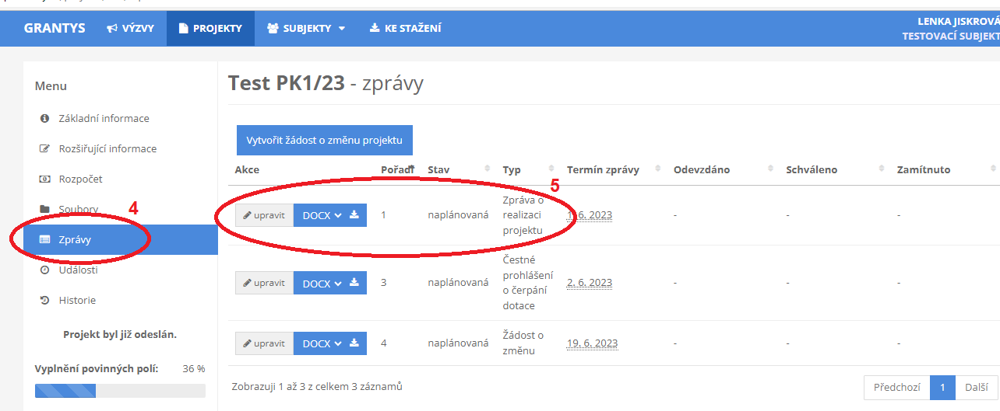 GRANTYS VÝZVY PROJEKTY SUBJEKTY KE STAŽENÍ
LENKA JISKROVÁ
TESTOVACÍ SUBJEKT
Menu
Základní informace
Rozšiřující informace
Rozpočet
Soubory
4
Zprávy
Události
Historie
Projekt byl již odeslán.
Vyplnění povinných polí: 36 %
Test PK1/23 - zprávy
Vytvořit žádost o změnu projektu
Akce Pořadí Stav Typ Termín zprávy Odevzdáno Schváleno Zamítnuto
5
upravit DOCX 1 naplánovaná Zpráva o
realizaci
projektu
1. 6. 2023 - - -
upravit DOCX 3 naplánovaná Čestné
prohlášení
o čerpání
dotace
2. 6. 2023 - - -
upravit DOCX 4 naplánovaná Žádost o
změnu
19. 6. 2023 - - -
Zobrazuji 1 až 3 z celkem 3 záznamů
Předchozí 1 Další